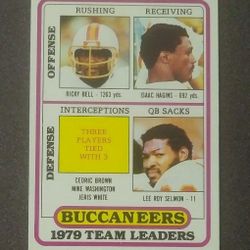 RUSHING
RECEIVING
OFFENSE
RICKY BELL - 1263 yds.
ISAAC HAGINS - 692 yds.
INTERCEPTIONS
QB SACKS
DEFENSE
THREE
PLAYERS
TIED
WITH 3
CEDRIC BROWN
MIKE WASHINGTON
JERIS WHITE
LEE ROY SELMON - 11
BUCCANEERS
1979 TEAM LEADERS